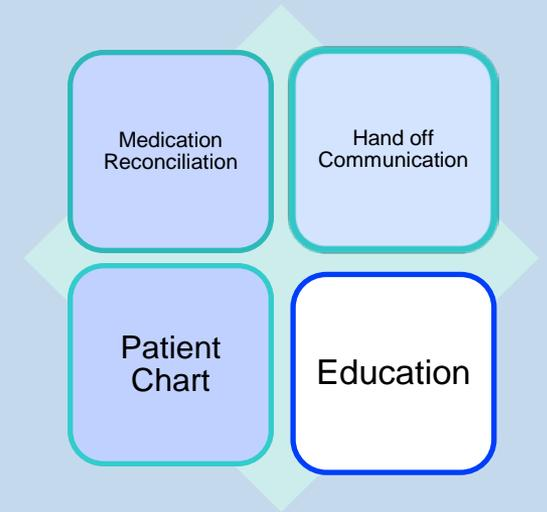 Medication
Reconciliation
Hand off
Communication
Patient
Chart
Education